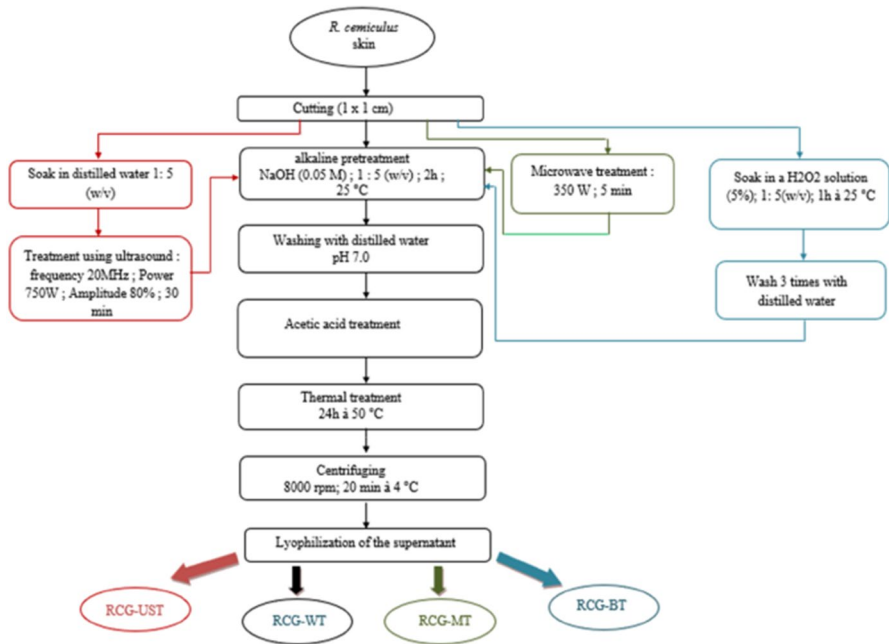 R. cemiculus
skin
Cutting (1 x 1 cm)
Soak in distilled water 1: 5
(w/v)
alkaline pretreatment
NaOH (0.05 M) ; 1 : 5 (w/v) ; 2h ;
25 °C
Microwave treatment :
350 W ; 5 min
Soak in a H2O2 solution
(5%); 1: 5(w/v); 1h à 25 °C
Treatment using ultrasound :
frequency 20MHz ; Power
750W ; Amplitude 80% ; 30
min
Washing with distilled water
pH 7.0
Wash 3 times with
distilled water
Acetic acid treatment
Thermal treatment
24h à 50 °C
Centrifuging
8000 rpm; 20 min à 4 °C
Lyophilization of the supernatant
RCG-UST
RCG-WT
RCG-MT
RCG-BT